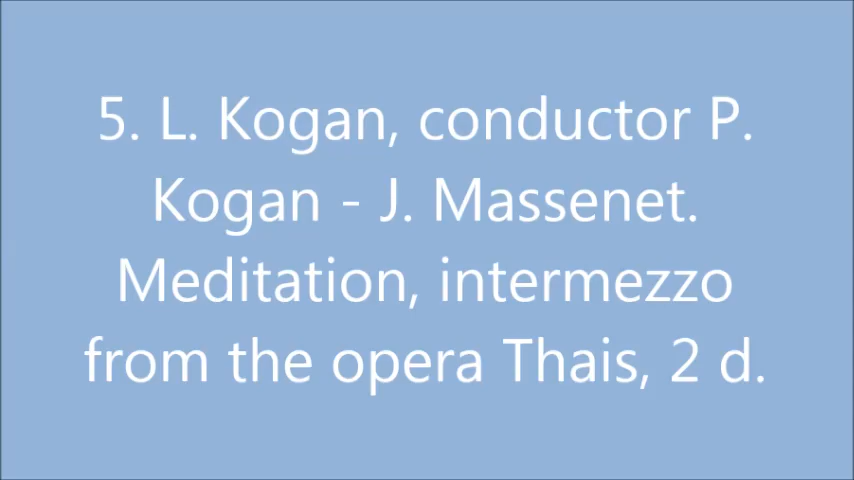 5. L. Kogan, conductor P.
Kogan - J. Massenet.
Meditation, intermezzo
from the opera Thais, 2 d.